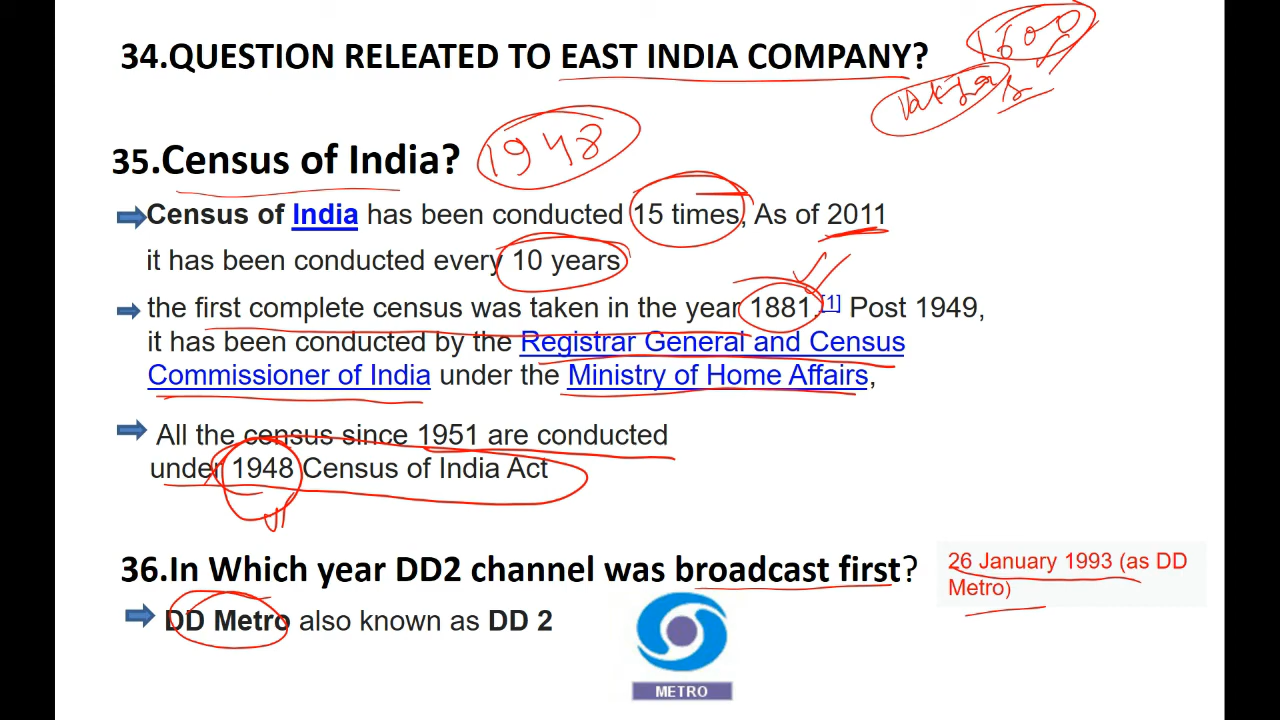 34.QUESTION RELEATED TO EAST INDIA COMPANY?
1600
35.Census of India?
1948
Census of India has been conducted 15 times, As of 2011
it has been conducted every 10 years
the first complete census was taken in the year 1881.[1] Post 1949,
it has been conducted by the Registrar General and Census
Commissioner of India under the Ministry of Home Affairs,
All the census since 1951 are conducted
under 1948 Census of India Act
36.In Which year DD2 channel was broadcast first?
26 January 1993 (as DD
Metro)
DD Metro also known as DD 2
METRO